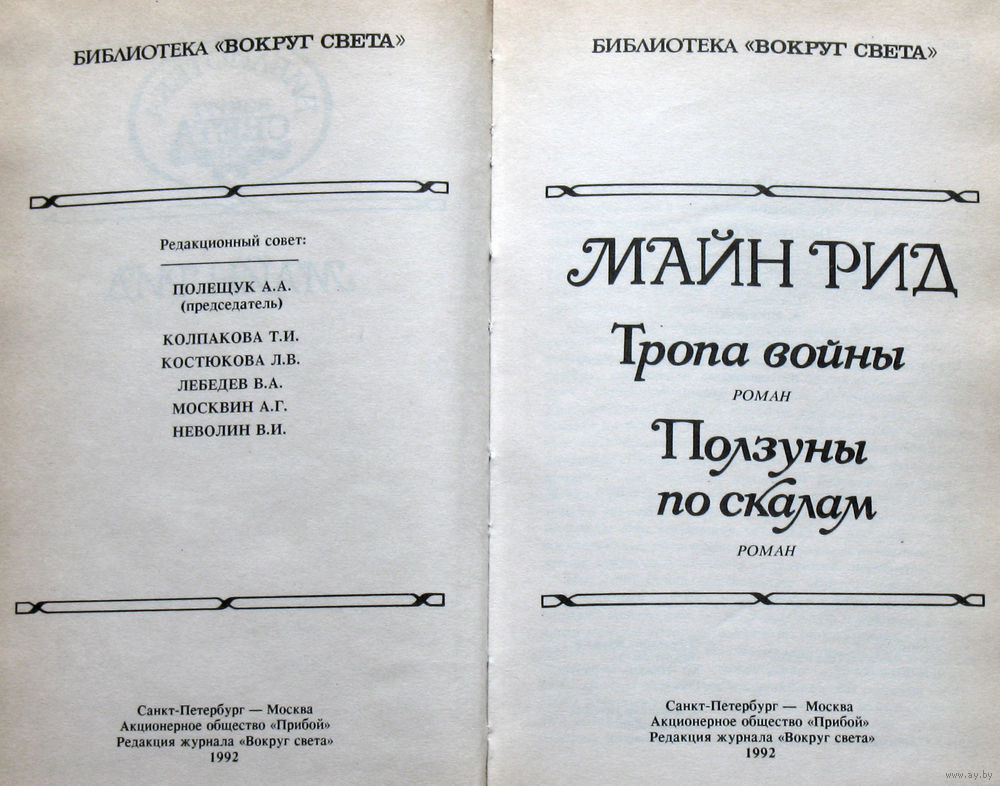 БИБЛИОТЕКА «ВОКРУГ СВЕТА»
Редакционный совет:
ПОЛЕЩУК А.А.
(председатель)
КОЛПАКОВА Т.И.
КОСТЮКОВА Л.В.
ЛЕБЕДЕВ В.А.
МОСКВИН А.Г.
НЕВОЛИН В.И.
Санкт-Петербург — Москва
Акционерное общество «Прибой»
Редакция журнала «Вокруг света»
1992
БИБЛИОТЕКА «ВОКРУГ СВЕТА»
МАЙН РИД
Тропа войны
РОМАН
Ползуны
по скалам
РОМАН
Санкт-Петербург — Москва
Акционерное общество «Прибой»
Редакция журнала «Вокруг света»
1992
www.ay.by